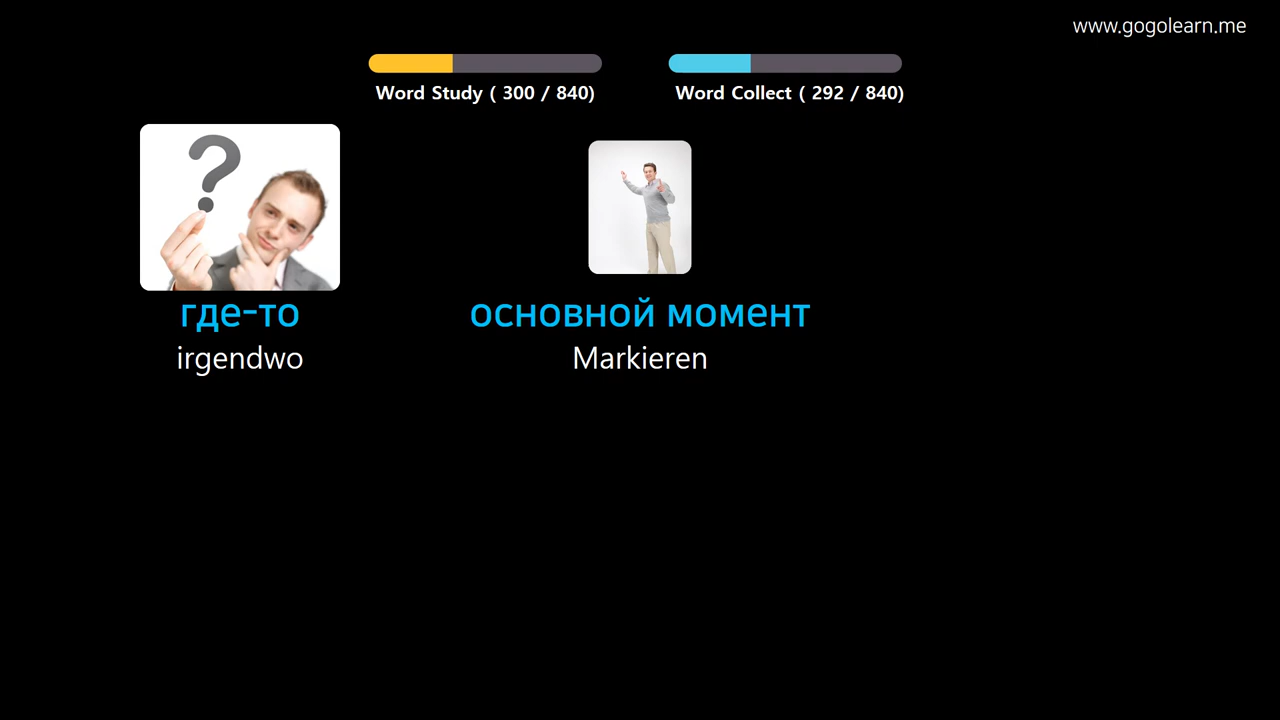 www.gogolearn.me
Word Study ( 300 / 840)
Word Collect ( 292 / 840)
?
где-то
irgendwo
основной момент
Markieren